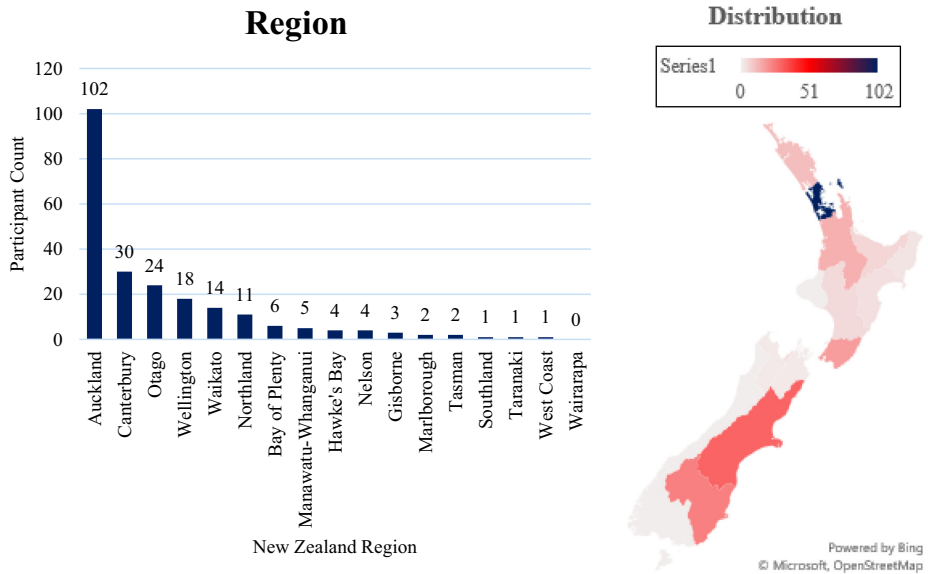 Region
Participant Count
120
100
80
60
40
20
0
102
30
24
18
14
11
6
5
4
4
3
2
2
1
1
1
0
Auckland
Canterbury
Otago
Wellington
Waikato
Northland
Bay of Plenty
Manawatu-Whanganui
Hawke's Bay
Nelson
Gisborne
Marlborough
Tasman
Southland
Taranaki
West Coast
Wairarapa
New Zealand Region
Distribution
Series1
0 51 102
Powered by Bing
© Microsoft, OpenStreetMap